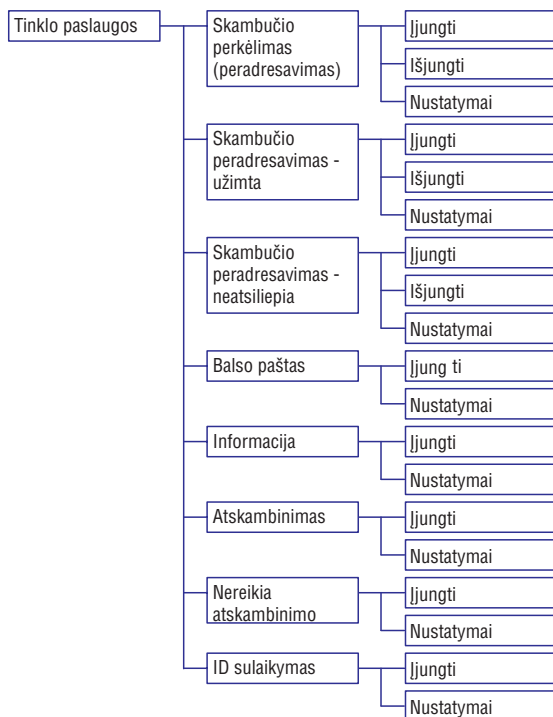 Tinklo paslaugos
Skambučio
perkėlimas
(peradresavimas)
Įjungti
Išjungti
Nustatymai
Skambučio
peradresavimas -
užimta
Įjungti
Išjungti
Nustatymai
Skambučio
peradresavimas -
neatsiliepia
Įjungti
Išjungti
Nustatymai
Balso paštas
Įjung ti
Nustatymai
Informacija
Įjungti
Nustatymai
Atskambinimas
Įjungti
Nustatymai
Nereikia
atskambinimo
Įjungti
Nustatymai
ID sulaikymas
Įjungti
Nustatymai